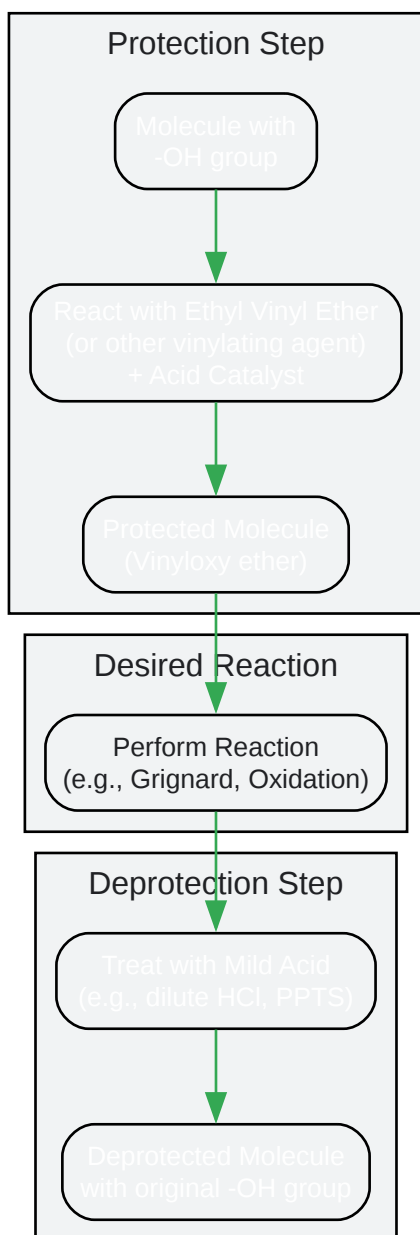 Protection Step
Molecule with
-OH group
React with Ethyl Vinyl Ether
(or other vinylating agent)
+ Acid Catalyst
Protected Molecule
(Vinyloxy ether)
Desired Reaction
Perform Reaction
(e.g., Grignard, Oxidation)
Deprotection Step
Treat with Mild Acid
(e.g., dilute HCl, PPTS)
Deprotected Molecule
with original -OH group